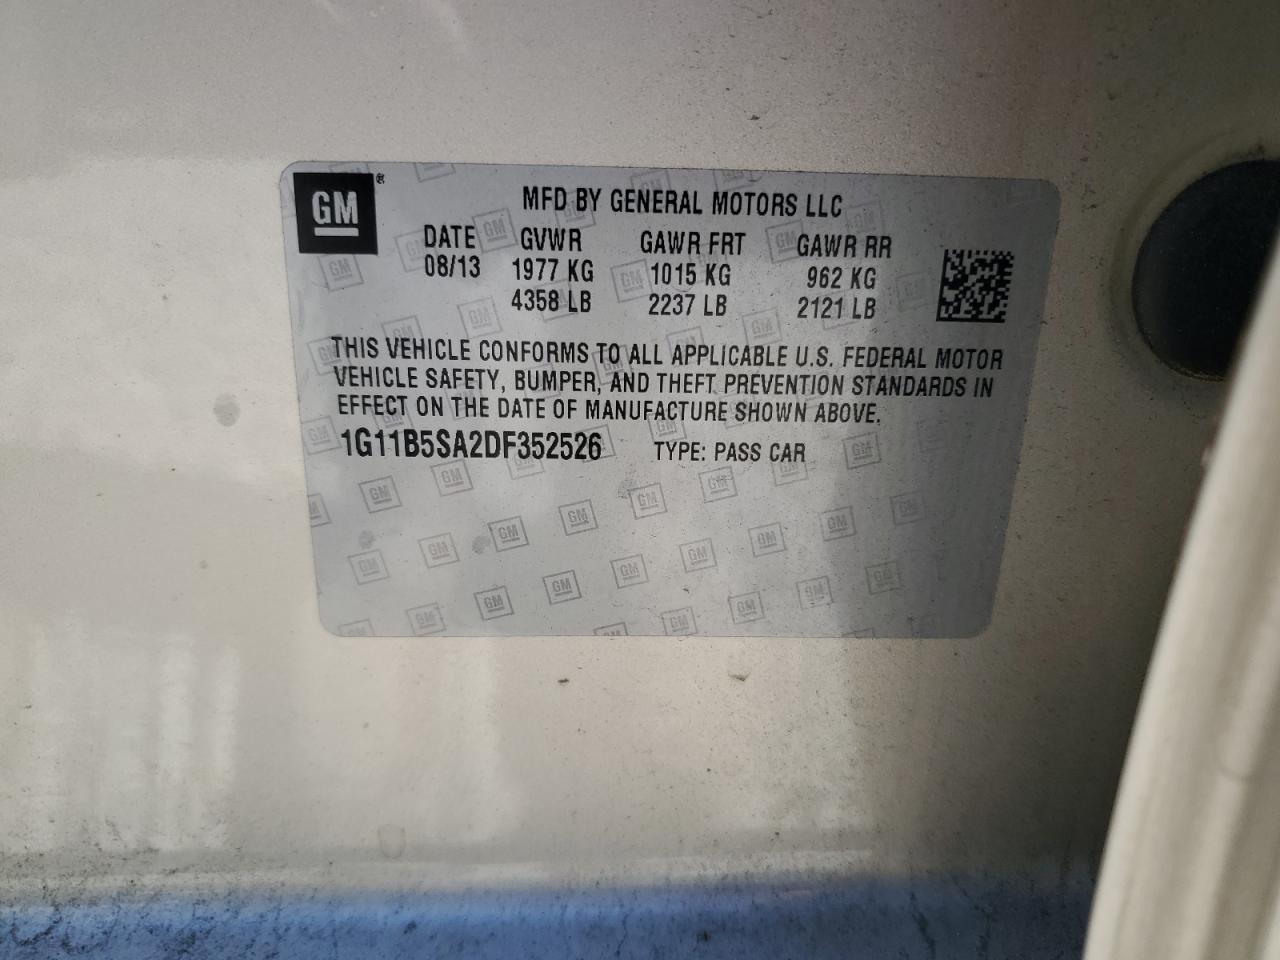 GM®
MFD BY GENERAL MOTORS LLC
DATE GVWR GAWR FRT GAWR RR
08/13 1977 KG 1015 KG 962 KG
4358 LB 2237 LB 2121 LB
THIS VEHICLE CONFORMS TO ALL APPLICABLE U.S. FEDERAL MOTOR
VEHICLE SAFETY, BUMPER, AND THEFT PREVENTION STANDARDS IN
EFFECT ON THE DATE OF MANUFACTURE SHOWN ABOVE.
1G11B5SA2DF352526 TYPE: PASS CAR